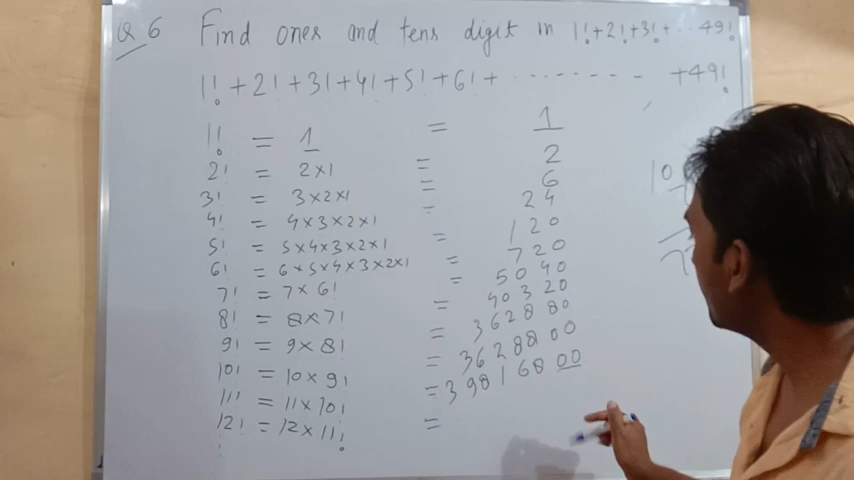 Q 6 Find ones and tens digit in 1!+2!+3!+ - - 49!
1! + 2! + 3! + 4! + 5! + 6! + - - - - - - - - + 49!
1! = 1 = 1
2! = 2×1 = 2
3! = 3×2×1 = 6
4! = 4×3×2×1 = 24
5! = 5×4×3×2×1 = 120
6! = 6×5×4×3×2×1 = 720
7! = 7×6! = 5040
8! = 8×7! = 40320
9! = 9×8! = 362880
10! = 10×9! = 3628800
11! = 11×10! = 39816800
12! = 12×11! =
10